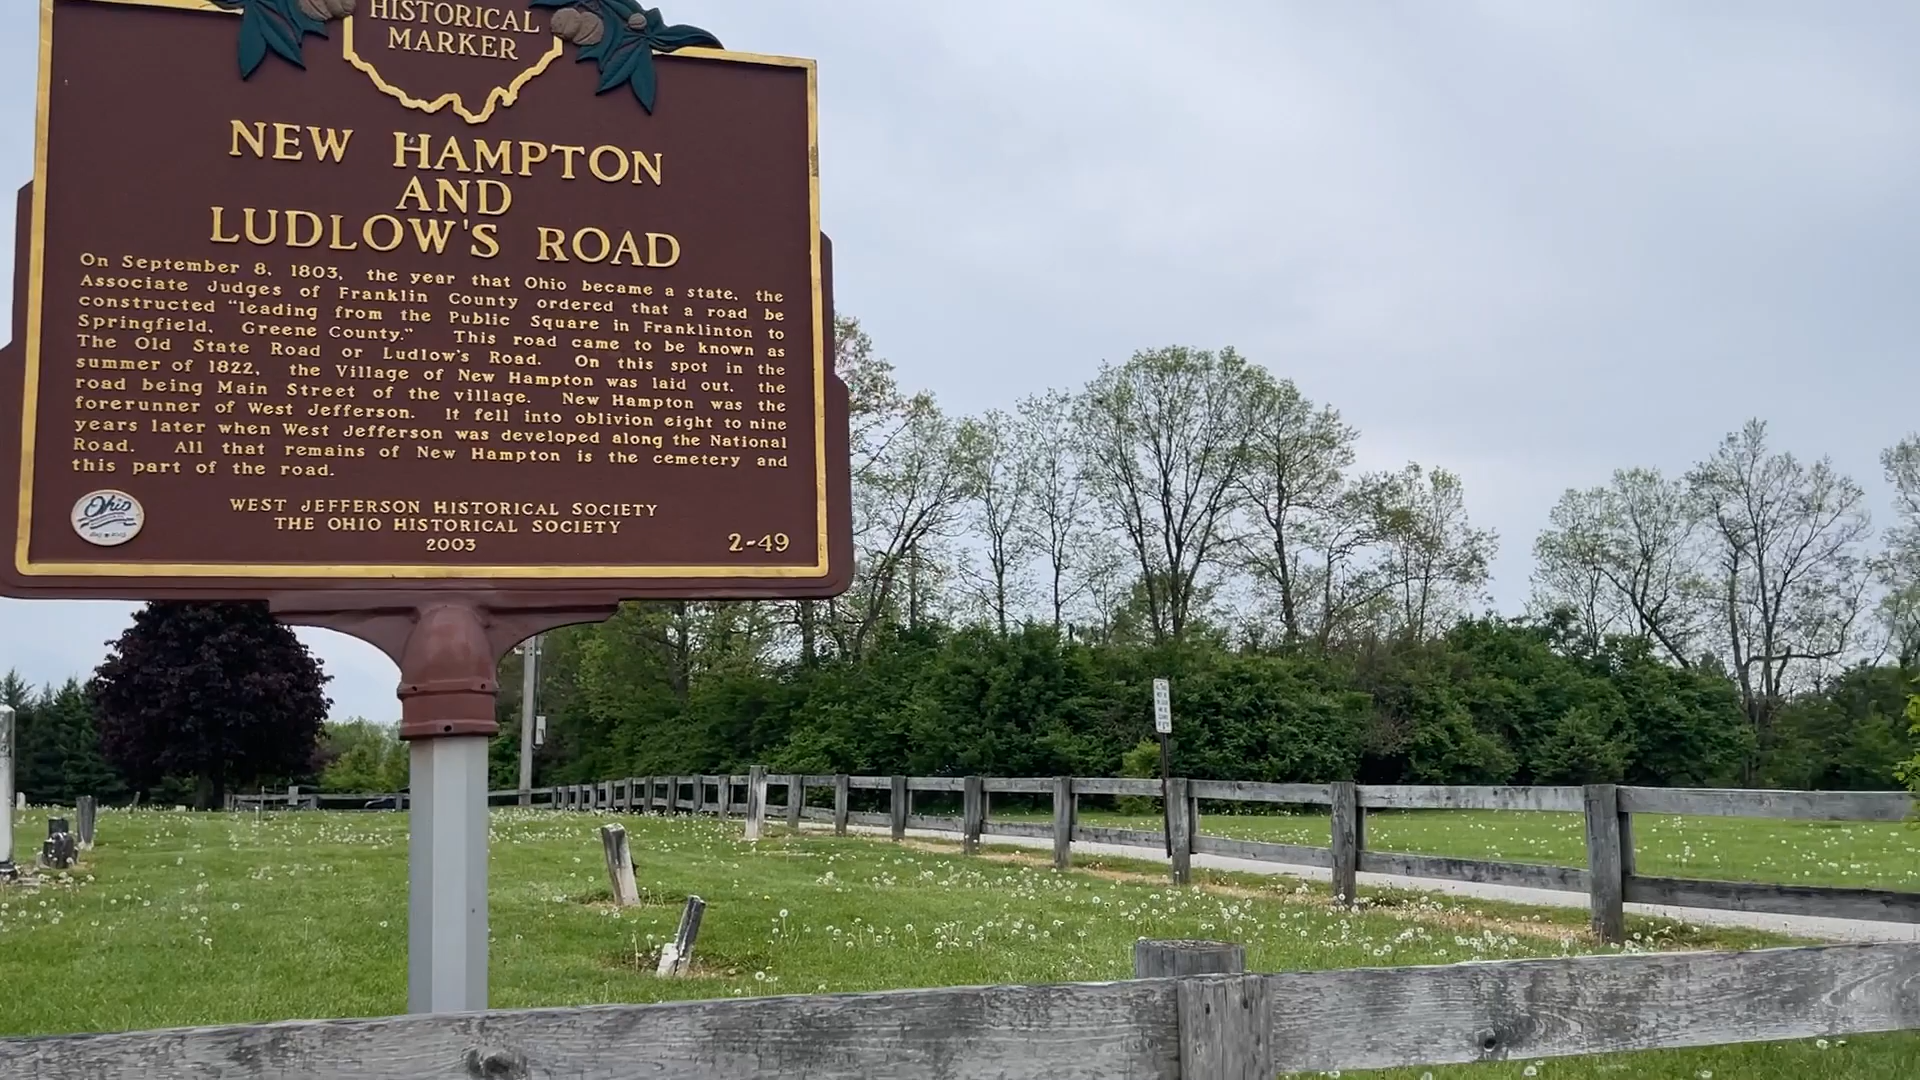 HISTORICAL
MARKER
NEW HAMPTON
AND
LUDLOW'S ROAD
On September 8, 1803, the year that Ohio became a state, the
Associate Judges of Franklin County ordered that a road be
constructed “leading from the Public Square in Franklinton to
Springfield, Greene County.” This road came to be known as
The Old State Road or Ludlow's Road. On this spot in the
summer of 1822, the Village of New Hampton was laid out, the
road being Main Street of the village. New Hampton was the
forerunner of West Jefferson. It fell into oblivion eight to nine
years later when West Jefferson was developed along the National
Road. All that remains of New Hampton is the cemetery and
this part of the road.
Ohio
WEST JEFFERSON HISTORICAL SOCIETY
THE OHIO HISTORICAL SOCIETY
2003
2-49